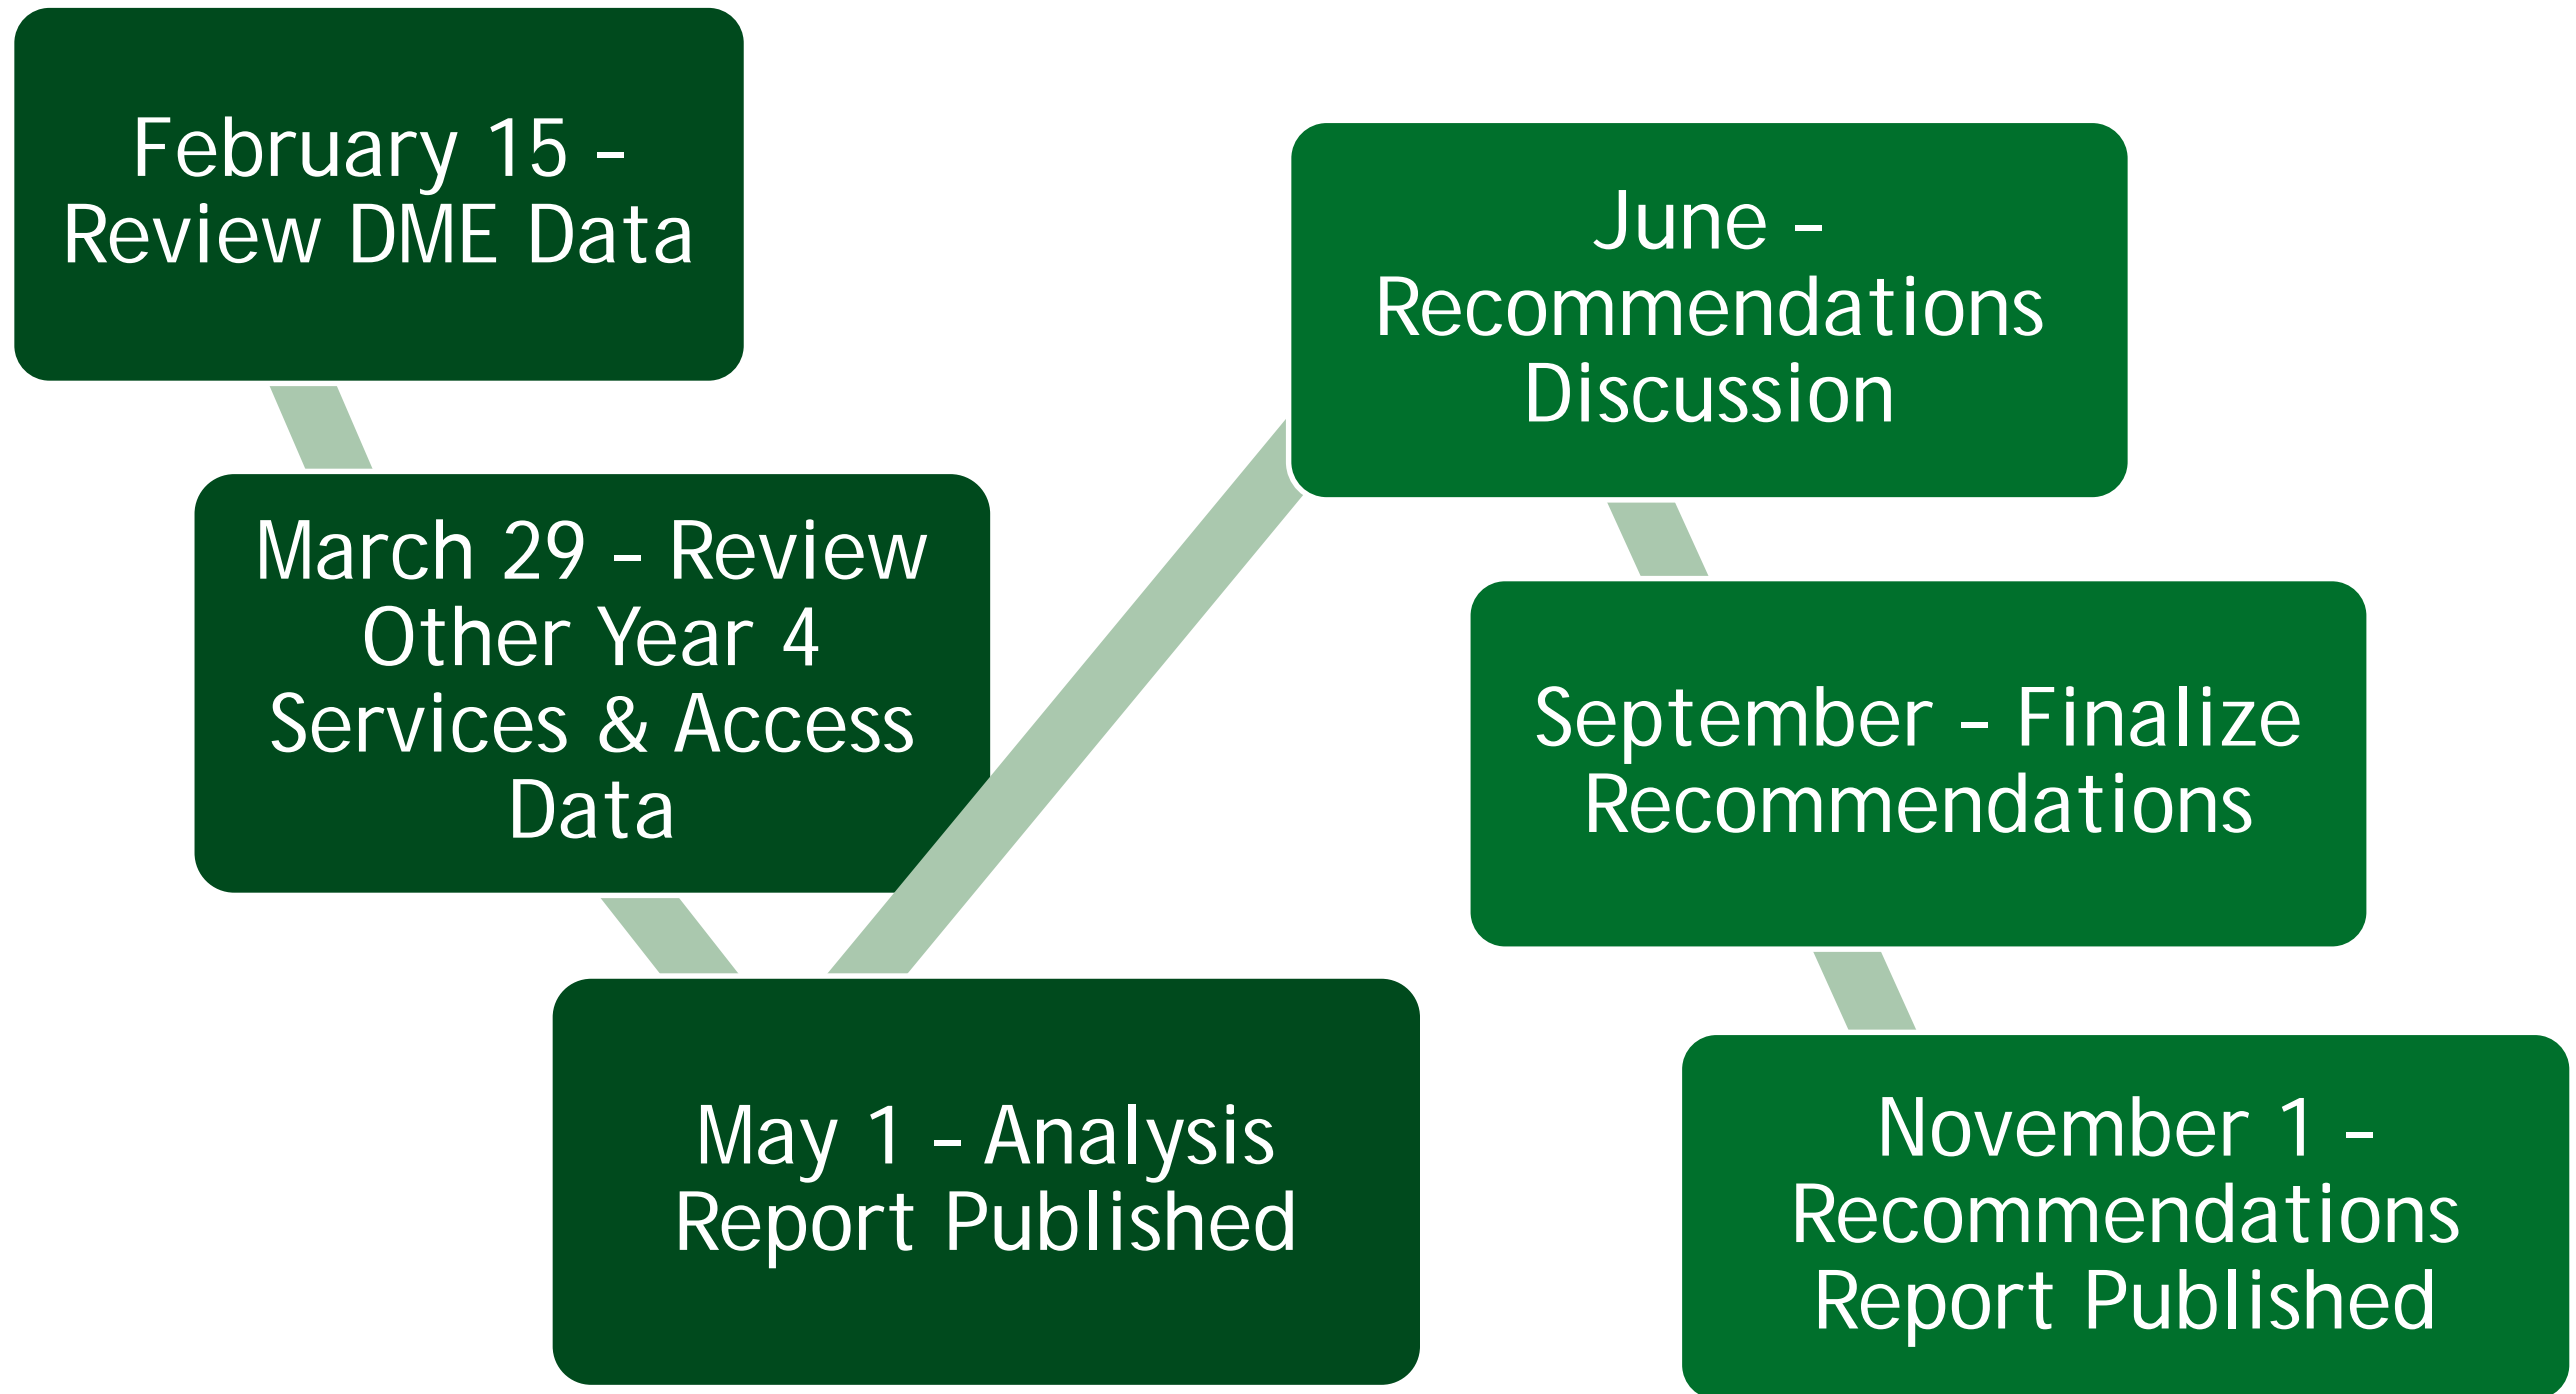 February 15 -
Review DME Data
March 29 - Review
Other Year 4
Services & Access
Data
May 1 - Analysis
Report Published
June -
Recommendations
Discussion
September - Finalize
Recommendations
November 1 -
Recommendations
Report Published